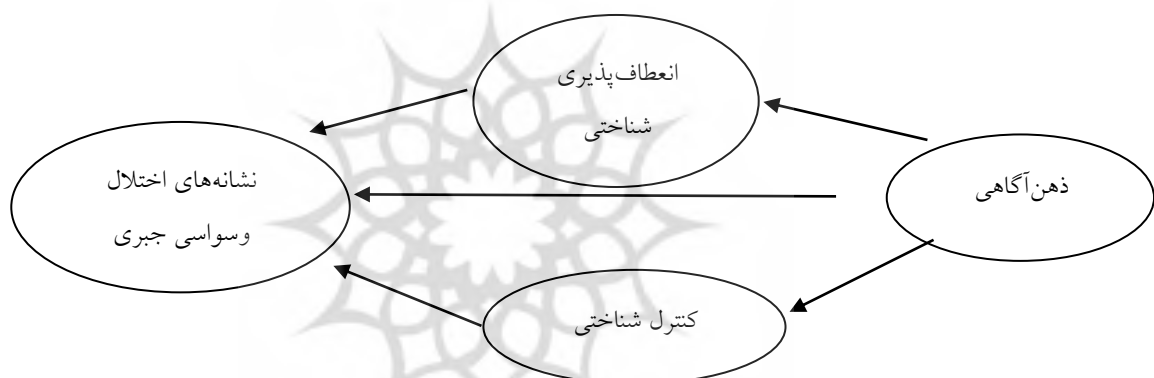 انعطاف‌پذیری
شناختی
ذهن‌آگاهی
نشانه‌های اختلال
وسواسی جبری
کنترل شناختی